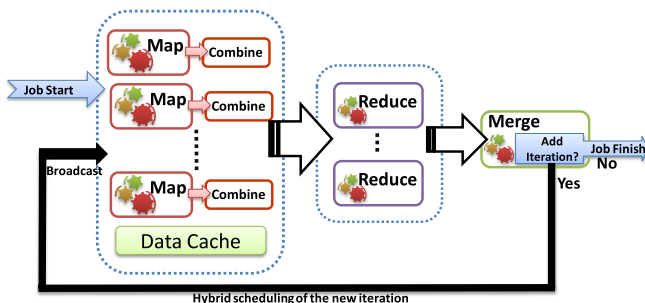 Job Start
Map
Combine
Map
Combine
Map
Combine
Data Cache
Broadcast
Reduce
Reduce
Merge
Add
Iteration?
Job Finish
No
Yes
Hybrid scheduling of the new iteration